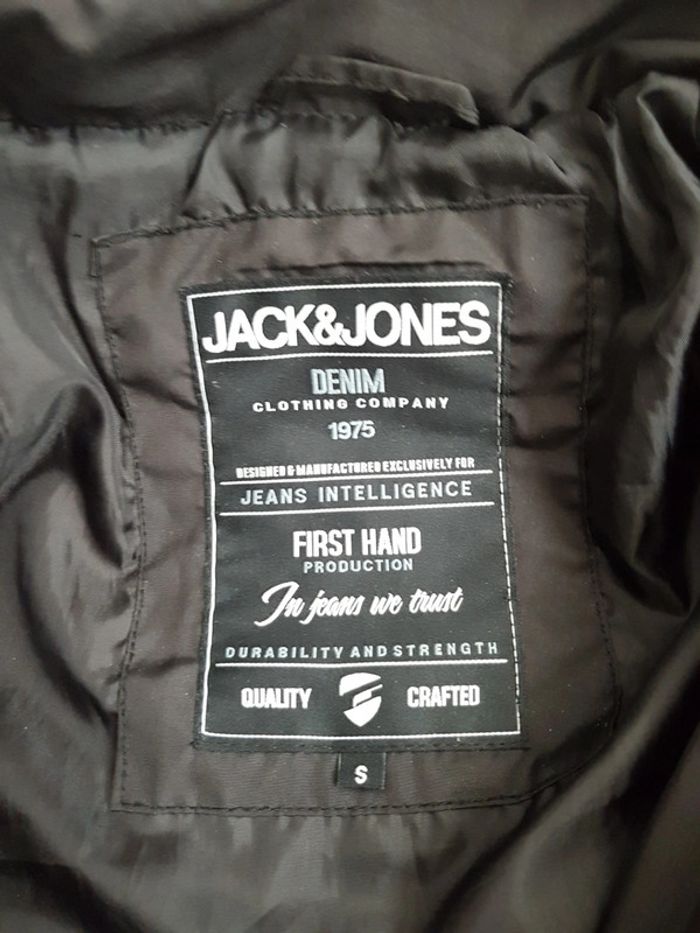 JACK&JONES
DENIM
CLOTHING COMPANY
1975
DESIGNED & MANUFACTURED EXCLUSIVELY FOR
JEANS INTELLIGENCE
FIRST HAND
PRODUCTION
In jeans we trust
DURABILITY AND STRENGTH
QUALITY CRAFTED
S